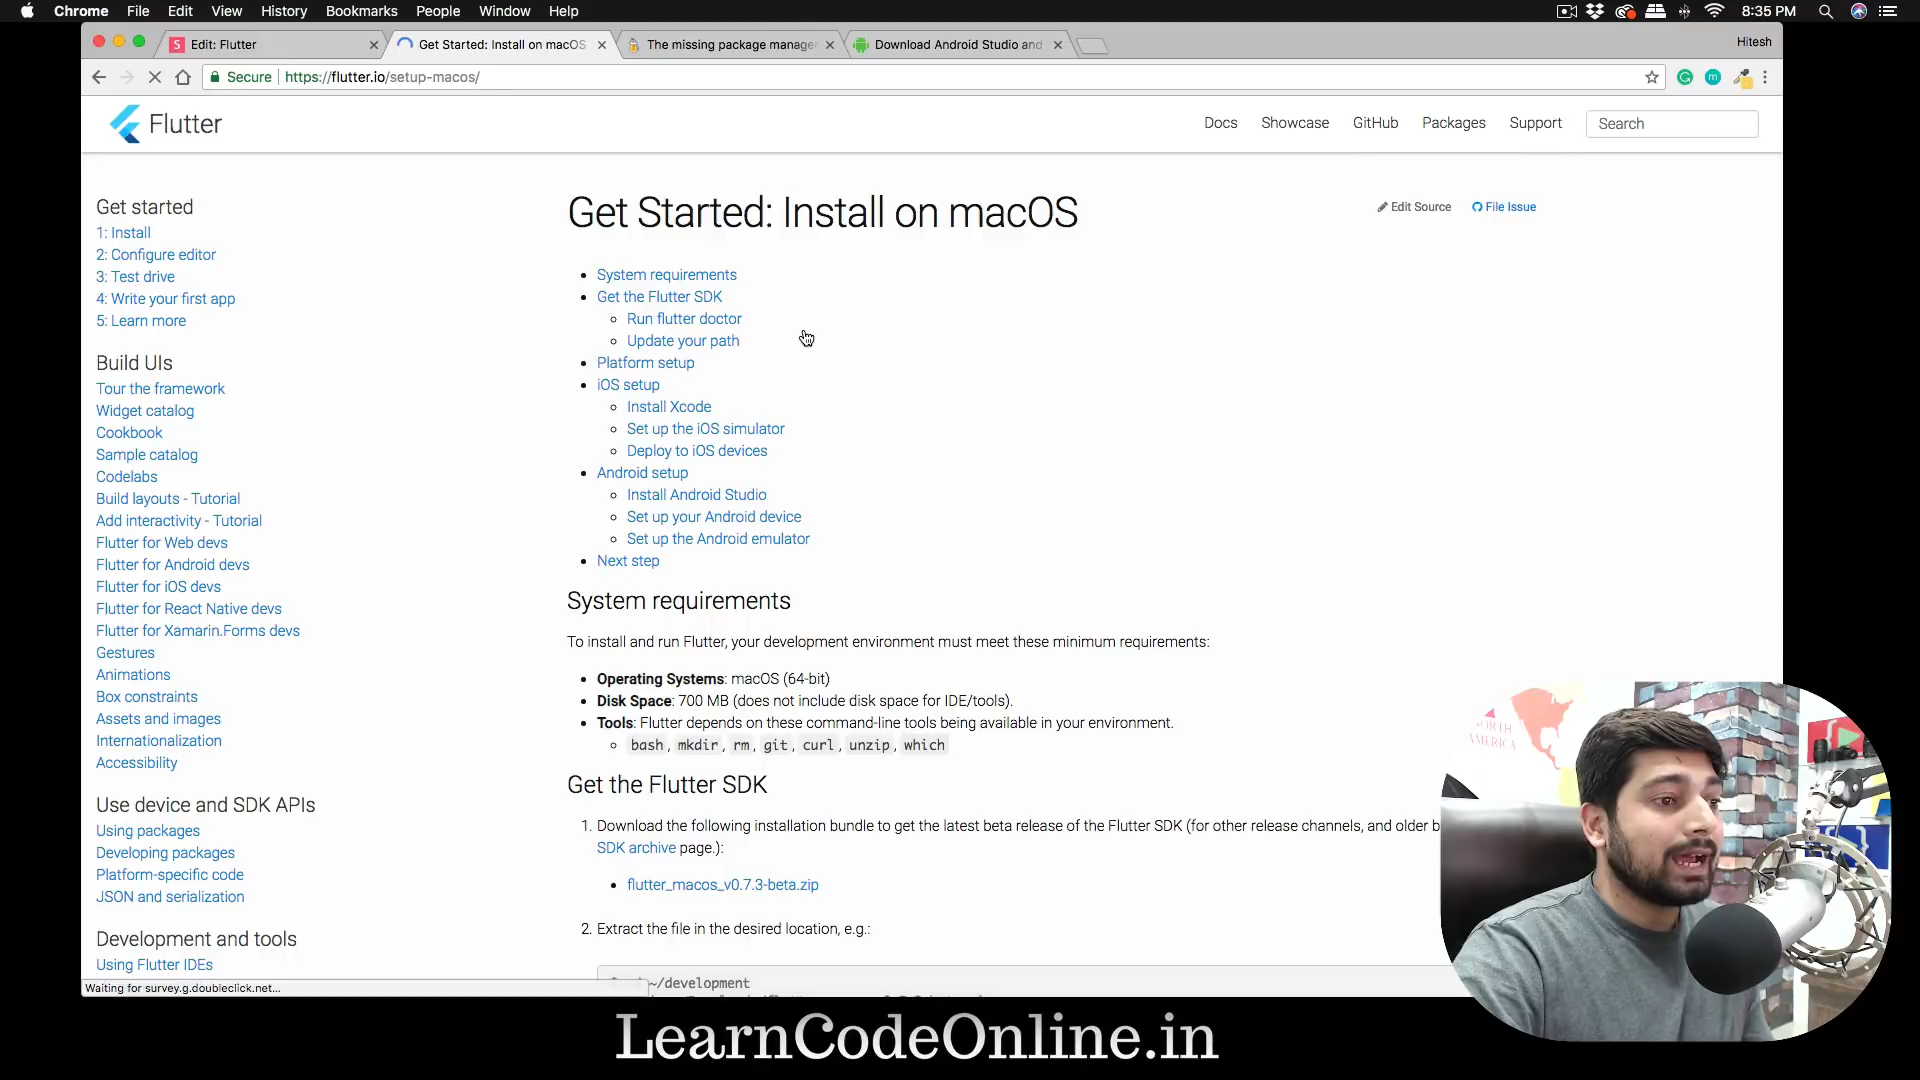 Chrome File Edit View History Bookmarks People Window Help 8:35 PM
Edit: Flutter Get Started: Install on macOS The missing package manage Download Android Studio and Hitesh
Secure https://flutter.io/setup-macos/
Flutter Docs Showcase GitHub Packages Support Search
Get started
1: Install
2: Configure editor
3: Test drive
4: Write your first app
5: Learn more
Build UIs
Tour the framework
Widget catalog
Cookbook
Sample catalog
Codelabs
Build layouts - Tutorial
Add interactivity - Tutorial
Flutter for Web devs
Flutter for Android devs
Flutter for iOS devs
Flutter for React Native devs
Flutter for Xamarin.Forms devs
Gestures
Animations
Box constraints
Assets and images
Internationalization
Accessibility
Use device and SDK APIs
Using packages
Developing packages
Platform-specific code
JSON and serialization
Development and tools
Using Flutter IDEs
Waiting for survey.g.doubleclick.net...
Get Started: Install on macOS
Edit Source File Issue
• System requirements
• Get the Flutter SDK
Run flutter doctor
Update your path
• Platform setup
• iOS setup
Install Xcode
Set up the iOS simulator
Deploy to iOS devices
• Android setup
Install Android Studio
Set up your Android device
Set up the Android emulator
• Next step
System requirements
To install and run Flutter, your development environment must meet these minimum requirements:
• Operating Systems: macOS (64-bit)
• Disk Space: 700 MB (does not include disk space for IDE/tools).
• Tools: Flutter depends on these command-line tools being available in your environment.
bash, mkdir, rm, git, curl, unzip, which
Get the Flutter SDK
1. Download the following installation bundle to get the latest beta release of the Flutter SDK (for other release channels, and older b
SDK archive page.):
• flutter_macos_v0.7.3-beta.zip
2. Extract the file in the desired location, e.g.:
~/development
NORTH
AMERICA
LearnCodeOnline.in